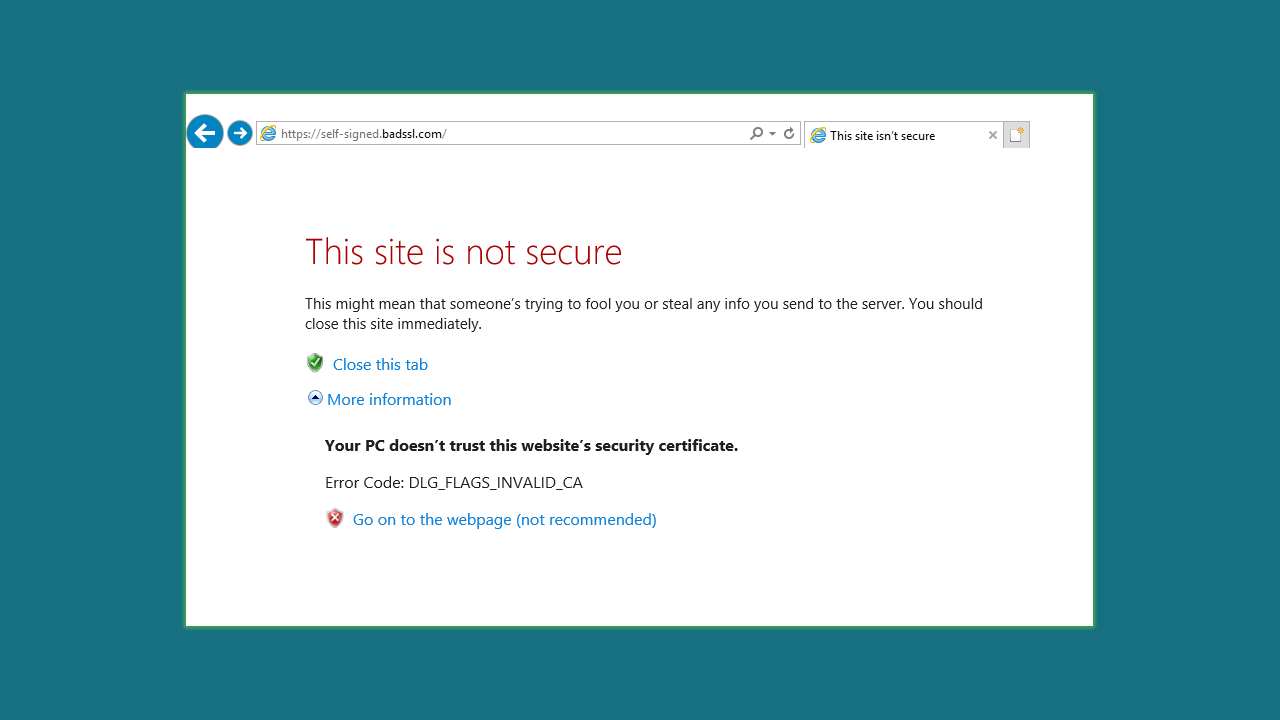 https://self-signed.badssl.com/
This site isn't secure
This site is not secure
This might mean that someone's trying to fool you or steal any info you send to the server. You should
close this site immediately.
Close this tab
More information
Your PC doesn't trust this website's security certificate.
Error Code: DLG_FLAGS_INVALID_CA
Go on to the webpage (not recommended)